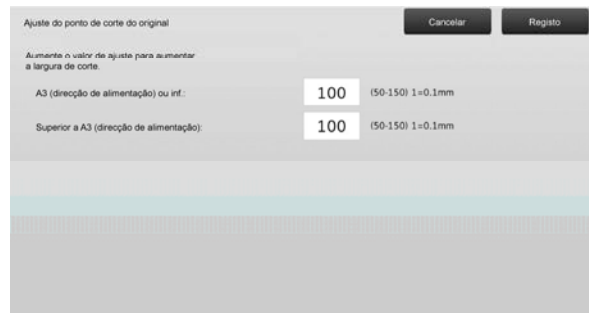 Ajuste do ponto de corte do original
Cancelar
Registo
Aumente o valor de ajuste para aumentar
a largura de corte.
A3 (direcção de alimentação) ou inf.:
100
(50-150) 1=0.1mm
Superior a A3 (direcção de alimentação):
100
(50-150) 1=0.1mm